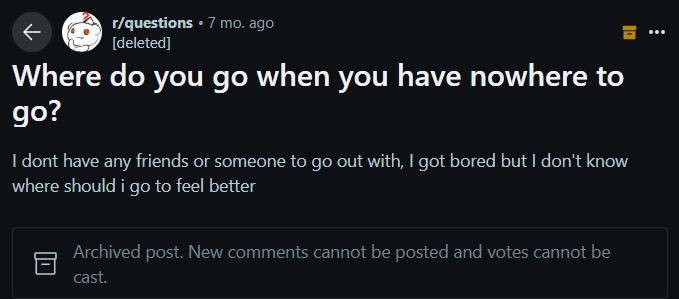 r/questions • 7 mo. ago
[deleted]
Where do you go when you have nowhere to
go?
I dont have any friends or someone to go out with, I got bored but I don't know
where should i go to feel better
Archived post. New comments cannot be posted and votes cannot be
cast.